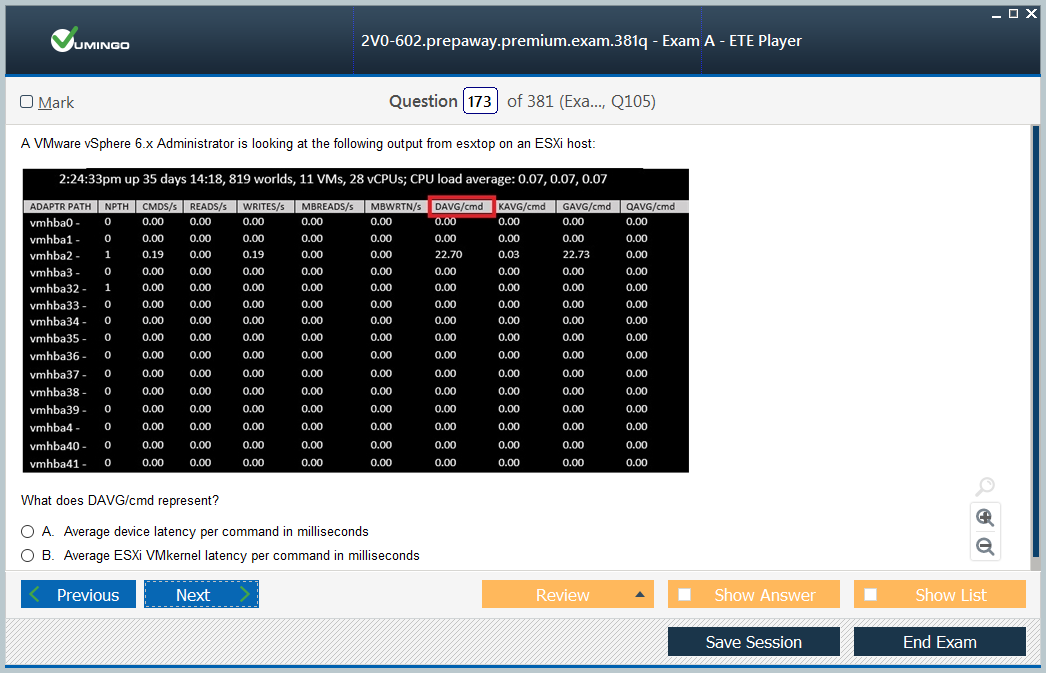 VUMINGO
2V0-602.prepaway.premium.exam.381q - Exam A - ETE Player
Mark
Question 173 of 381 (Exa..., Q105)
A VMware vSphere 6.x Administrator is looking at the following output from esxtop on an ESXi host:
2:24:33pm up 35 days 14:18, 819 worlds, 11 VMs, 28 vCPUs; CPU load average: 0.07, 0.07, 0.07
ADAPTR PATH NPTH CMDS/s READS/s WRITES/s MBREADS/s MBWRTN/s DAVG/cmd KAVG/cmd GAVG/cmd QAVG/cmd
vmhba0 - 0 0.00 0.00 0.00 0.00 0.00 0.00 0.00 0.00 0.00
vmhba1 - 0 0.00 0.00 0.00 0.00 0.00 0.00 0.00 0.00 0.00
vmhba2 - 1 0.19 0.00 0.19 0.00 0.00 22.70 0.03 22.73 0.00
vmhba3 - 0 0.00 0.00 0.00 0.00 0.00 0.00 0.00 0.00 0.00
vmhba32 - 1 0.00 0.00 0.00 0.00 0.00 0.00 0.00 0.00 0.00
vmhba33 - 0 0.00 0.00 0.00 0.00 0.00 0.00 0.00 0.00 0.00
vmhba34 - 0 0.00 0.00 0.00 0.00 0.00 0.00 0.00 0.00 0.00
vmhba35 - 0 0.00 0.00 0.00 0.00 0.00 0.00 0.00 0.00 0.00
vmhba36 - 0 0.00 0.00 0.00 0.00 0.00 0.00 0.00 0.00 0.00
vmhba37 - 0 0.00 0.00 0.00 0.00 0.00 0.00 0.00 0.00 0.00
vmhba38 - 0 0.00 0.00 0.00 0.00 0.00 0.00 0.00 0.00 0.00
vmhba39 - 0 0.00 0.00 0.00 0.00 0.00 0.00 0.00 0.00 0.00
vmhba4 - 0 0.00 0.00 0.00 0.00 0.00 0.00 0.00 0.00 0.00
vmhba40 - 0 0.00 0.00 0.00 0.00 0.00 0.00 0.00 0.00 0.00
vmhba41 - 0 0.00 0.00 0.00 0.00 0.00 0.00 0.00 0.00 0.00
What does DAVG/cmd represent?
A. Average device latency per command in milliseconds
B. Average ESXi VMkernel latency per command in milliseconds
Previous Next Review Show Answer Show List
Save Session End Exam